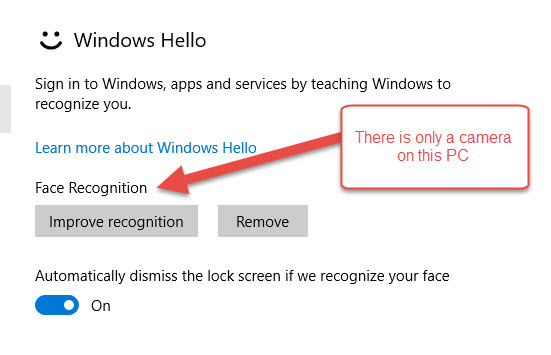 Windows Hello
Sign in to Windows, apps and services by teaching Windows to
recognize you.
Learn more about Windows Hello
There is only a camera
on this PC
Face Recognition
Improve recognition
Remove
Automatically dismiss the lock screen if we recognize your face
On